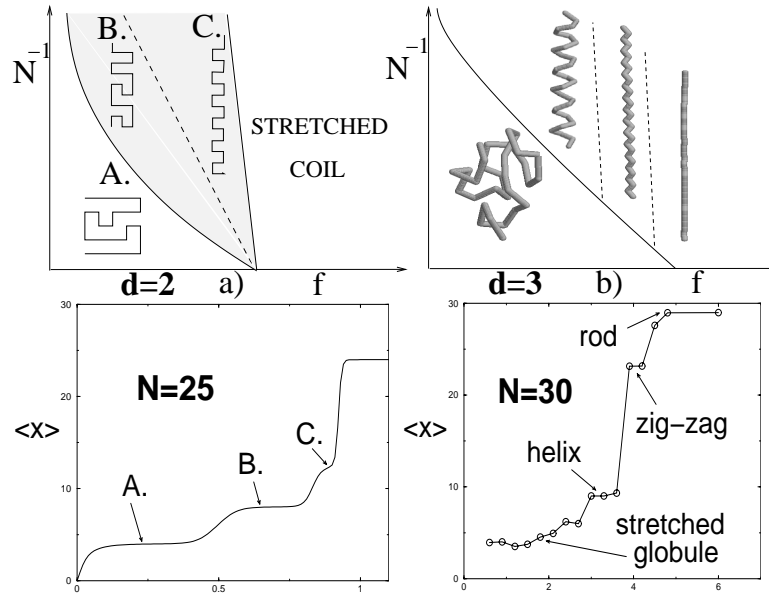 N⁻¹
A.
B.
C.
STRETCHED
COIL
d=2 a) f
N⁻¹
d=3 b) f
30
20
10
0
<x>
N=25
A.
B.
C.
0 0.5 1
30
20
10
0
<x>
N=30
rod
zig-zag
helix
stretched
globule
0 2 4 6 8